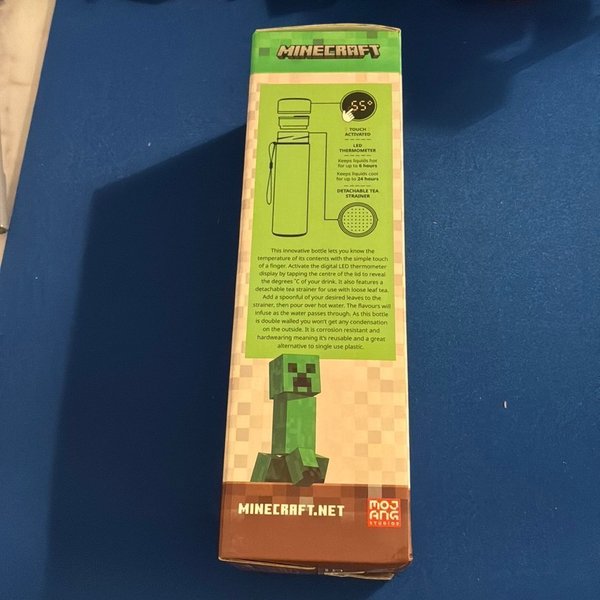 MINECRAFT
55°
TOUCH
ACTIVATED
LED
THERMOMETER
Keeps liquids hot
for up to 6 hours
Keeps liquids cool
for up to 24 hours
DETACHABLE TEA
STRAINER
This innovative bottle lets you know the
temperature of its contents with the simple touch
of a finger. Activate the digital LED thermometer
display by tapping the centre of the lid to reveal
the degrees °C of your drink. It also features a
detachable tea strainer for use with loose leaf tea.
Add a spoonful of your desired leaves to the
strainer, then pour over hot water. The flavours will
infuse as the water passes through. As this bottle
is double walled you won't get any condensation
on the outside. It is corrosion resistant and
hardwearing meaning it's reusable and a great
alternative to single use plastic.
MINECRAFT.NET
MOJ
ANG
STUDIOS